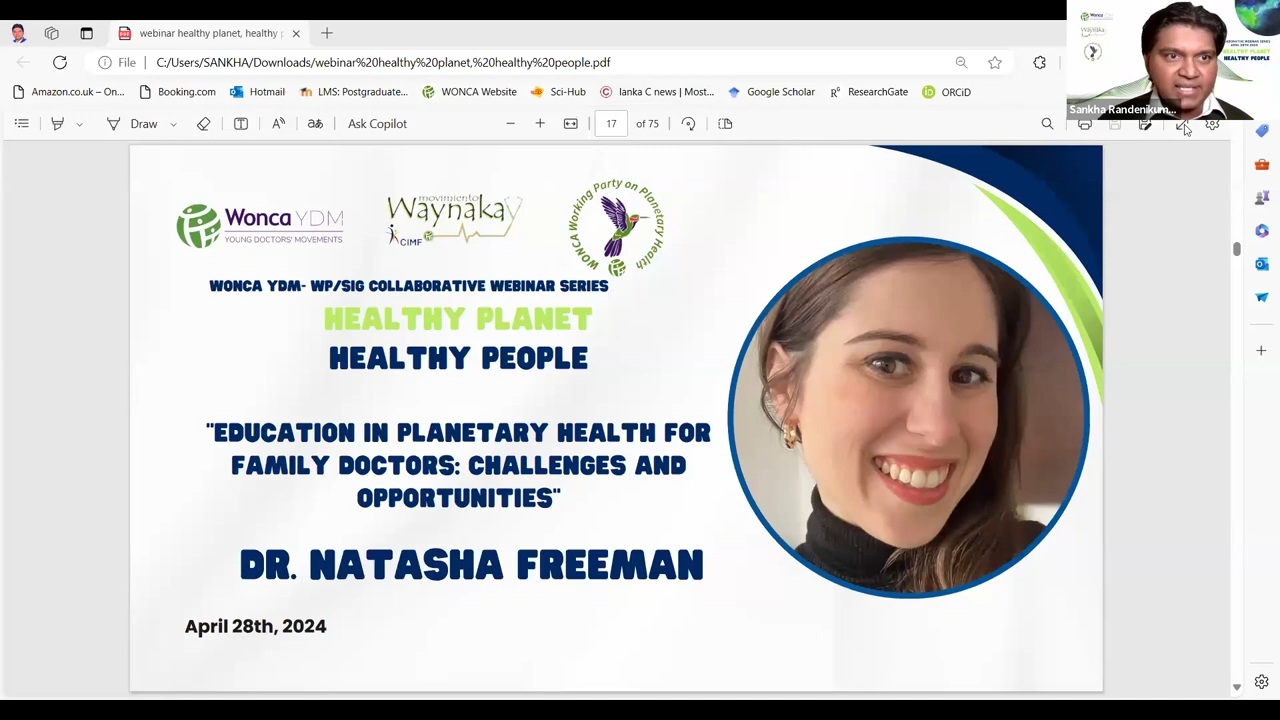 webinar healthy planet, healthy p
File
C:/Users/SANKHA/Downloads/webinar%20healthy%20planet,%20healthy%20people.pdf
Amazon.co.uk – On...
Booking.com
Hotmail
LMS: Postgraduate...
WONCA Website
Sci-Hub
lanka C news | Most...
Google Scholar
ResearchGate
ORCiD
Draw
Ask Copilot
17
of 75
Sankha Randenikum...
HEALTHY PLANET
HEALTHY PEOPLE
Wonca YDM
YOUNG DOCTORS' MOVEMENTS
movimiento
Waynakay
CIMF
WONCA Working Party on Planetary Health
WONCA YDM- WP/SIG COLLABORATIVE WEBINAR SERIES
HEALTHY PLANET
HEALTHY PEOPLE
"EDUCATION IN PLANETARY HEALTH FOR
FAMILY DOCTORS: CHALLENGES AND
OPPORTUNITIES"
DR. NATASHA FREEMAN
April 28th, 2024